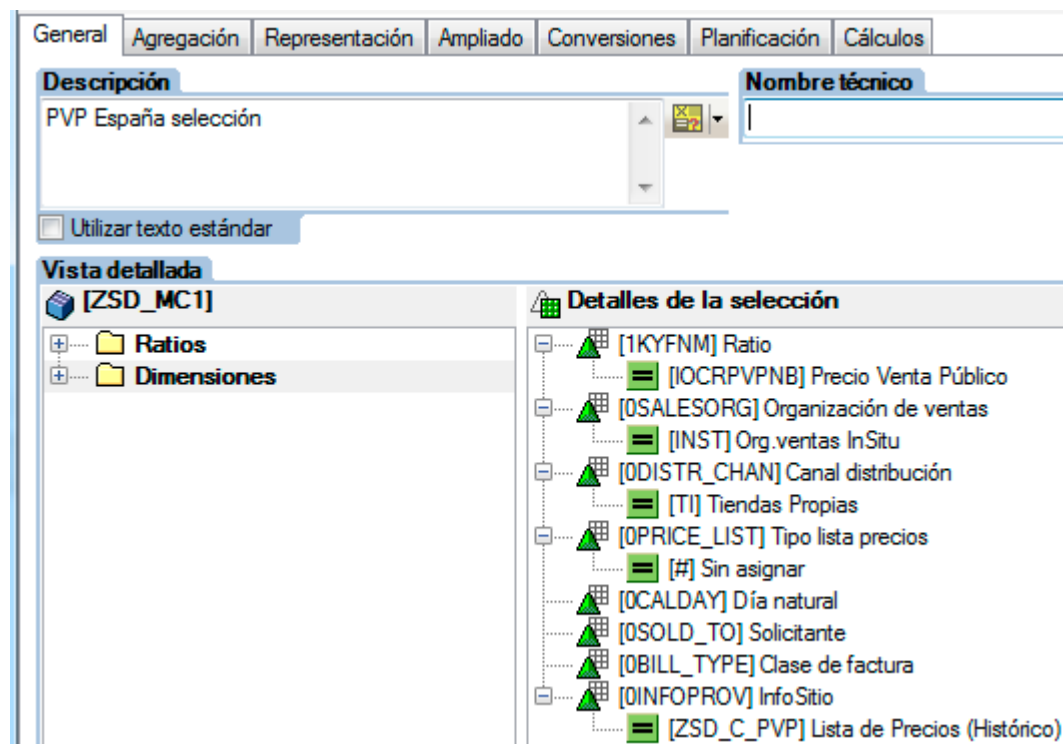 General Agregación Representación Ampliado Conversiones Planificación Cálculos
Descripción
Nombre técnico
PVP España selección
Utilizar texto estándar
Vista detallada
[ZSD_MC1]
Detalles de la selección
Ratios
Dimensiones
[1KYFNM] Ratio
[IOCRPVPNB] Precio Venta Público
[0SALESORG] Organización de ventas
[INST] Org.ventas InSitu
[0DISTR_CHAN] Canal distribución
[TI] Tiendas Propias
[0PRICE_LIST] Tipo lista precios
[#] Sin asignar
[0CALDAY] Día natural
[0SOLD_TO] Solicitante
[0BILL_TYPE] Clase de factura
[0INFOPROV] InfoSitio
[ZSD_C_PVP] Lista de Precios (Histórico)